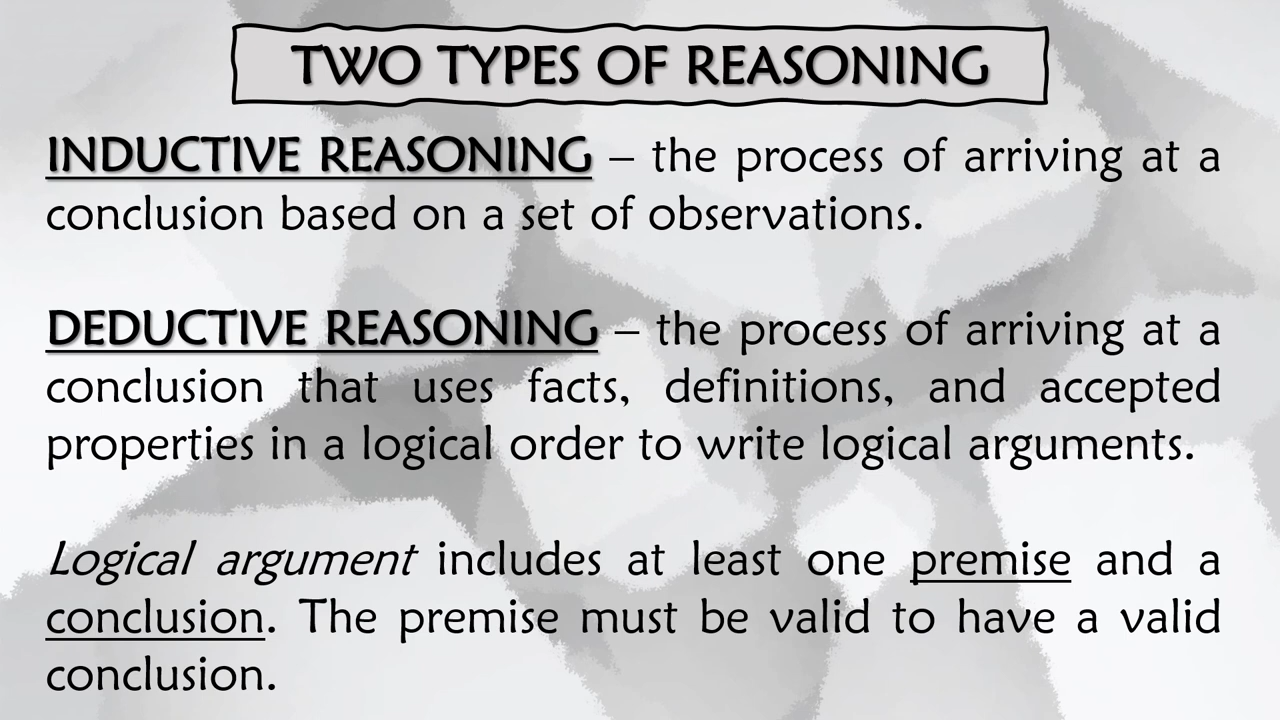 TWO TYPES OF REASONING
INDUCTIVE REASONING – the process of arriving at a
conclusion based on a set of observations.
DEDUCTIVE REASONING – the process of arriving at a
conclusion that uses facts, definitions, and accepted
properties in a logical order to write logical arguments.
Logical argument includes at least one premise and a
conclusion. The premise must be valid to have a valid
conclusion.